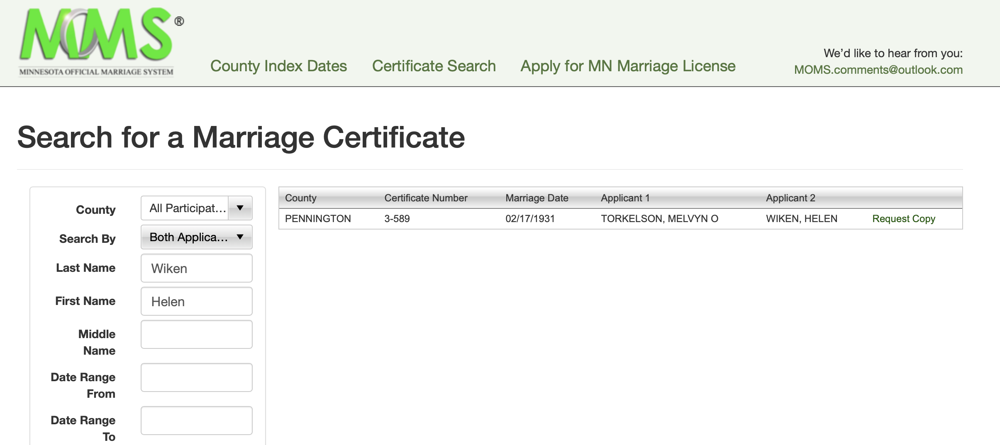 MOMS®
MINNESOTA OFFICIAL MARRIAGE SYSTEM
County Index Dates Certificate Search Apply for MN Marriage License
We’d like to hear from you:
MOMS.comments@outlook.com
Search for a Marriage Certificate
County All Participat...
Search By Both Applica...
Last Name Wiken
First Name Helen
Middle
Name
Date Range
From
Date Range
To
County Certificate Number Marriage Date Applicant 1 Applicant 2
PENNINGTON 3-589 02/17/1931 TORKELSON, MELVYN O WIKEN, HELEN Request Copy